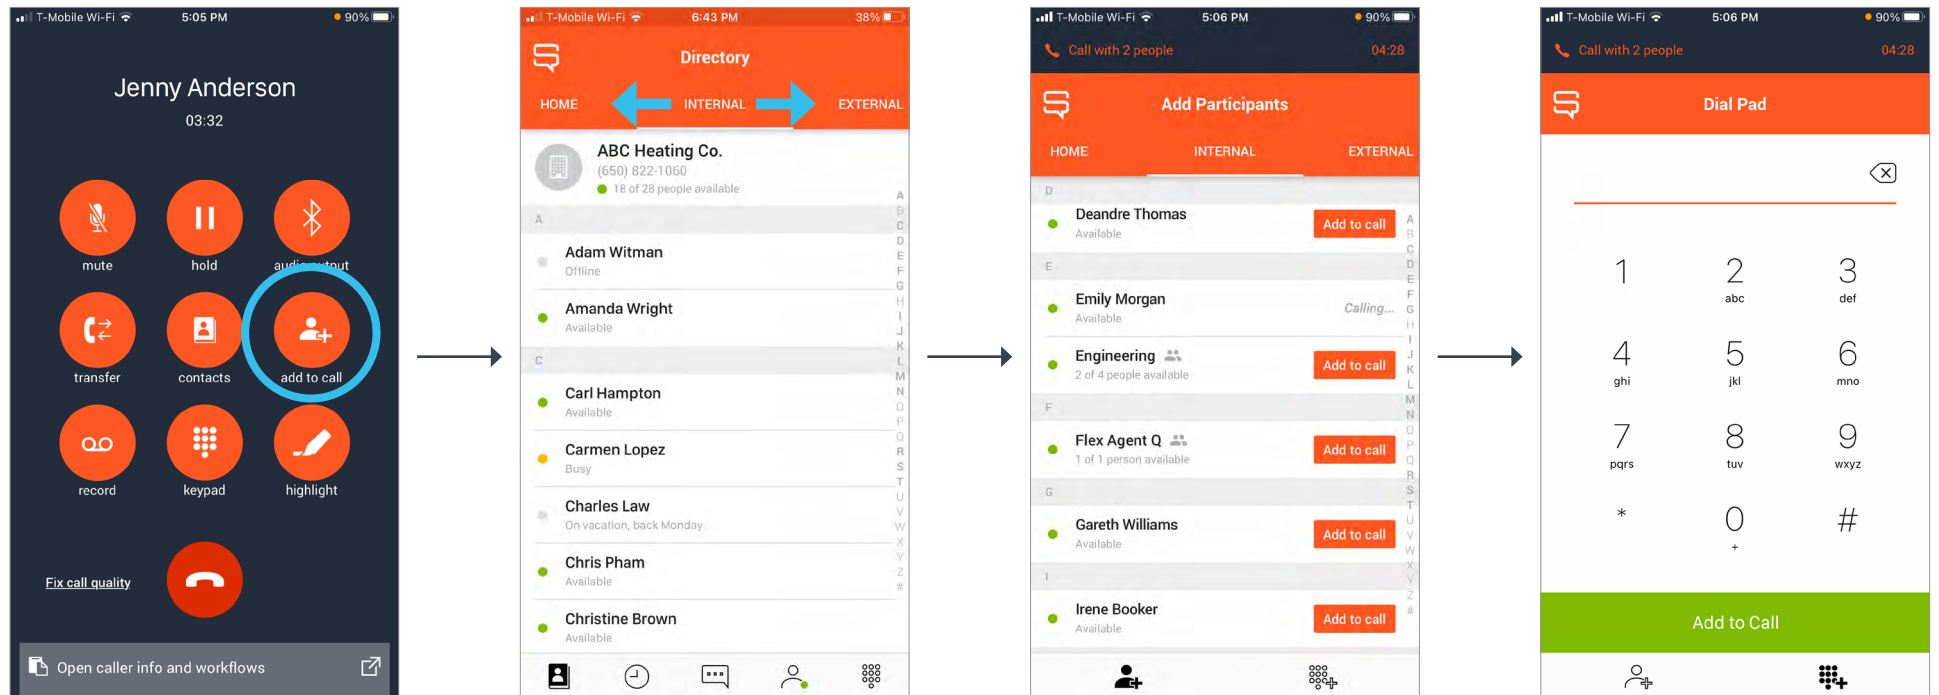 T-Mobile Wi-Fi 5:05 PM 90%
Jenny Anderson
03:32
mute hold audio output
transfer contacts add to call
record keypad highlight
Fix call quality
Open caller info and workflows
T-Mobile Wi-Fi 6:43 PM 38%
Directory
HOME INTERNAL EXTERNAL
ABC Heating Co.
(650) 822-1060
18 of 28 people available
A
Adam Witman
Offline
Amanda Wright
Available
C
Carl Hampton
Available
Carmen Lopez
Busy
Charles Law
On vacation, back Monday
Chris Pham
Available
Christine Brown
Available
A
B
C
D
E
F
G
H
I
J
K
L
M
N
O
P
Q
R
S
T
U
V
W
X
Y
Z
#
T-Mobile Wi-Fi 5:06 PM 90%
Call with 2 people 04:28
Add Participants
HOME INTERNAL EXTERNAL
D
Deandre Thomas
Available
Add to call
E
Emily Morgan
Available
Calling...
Engineering
2 of 4 people available
Add to call
F
Flex Agent Q
1 of 1 person available
Add to call
G
Gareth Williams
Available
Add to call
I
Irene Booker
Available
Add to call
A
B
C
D
E
F
G
H
I
J
K
L
M
N
O
P
Q
R
S
T
U
V
W
X
Y
Z
#
T-Mobile Wi-Fi 5:06 PM 90%
Call with 2 people 04:28
Dial Pad
1 2 3
abc def
4 5 6
ghi jkl mno
7 8 9
pqrs tuv wxyz
* 0 #
+
Add to Call